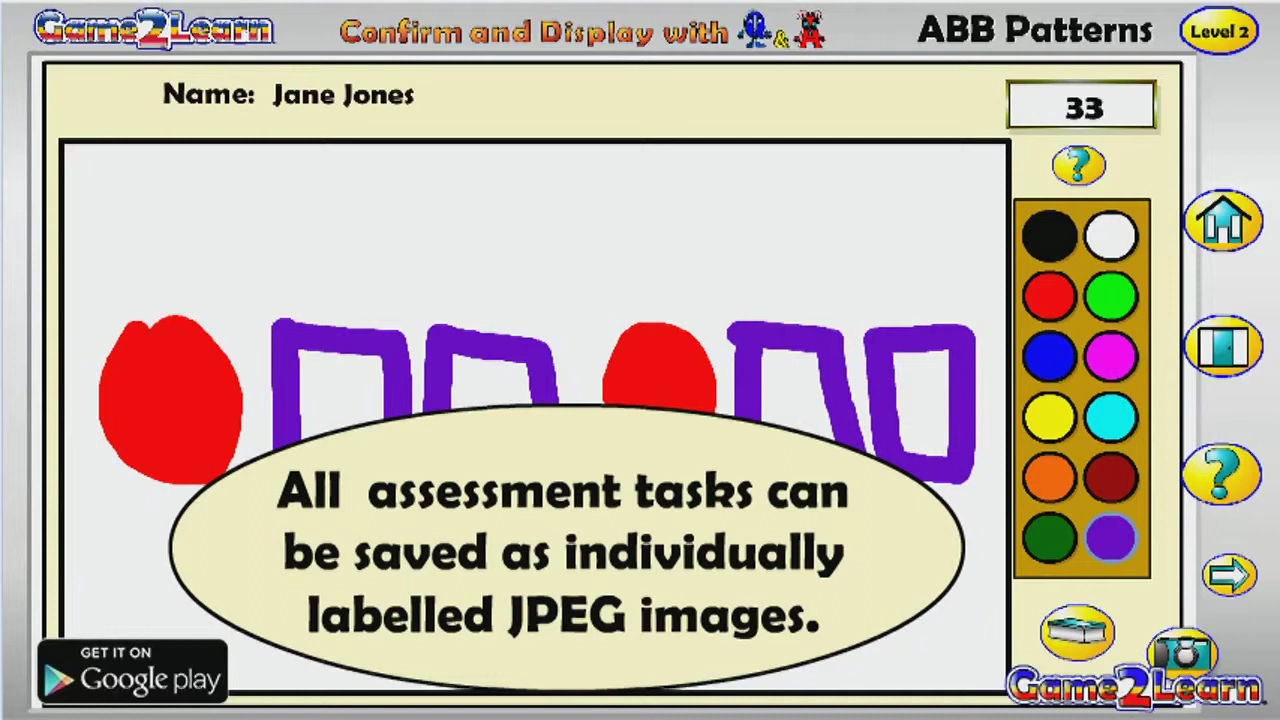 Game2Learn
Confirm and Display with
&
ABB Patterns
Level 2
Name: Jane Jones
33
?
?
All assessment tasks can
be saved as individually
labelled JPEG images.
GET IT ON
Google play
Game2Learn